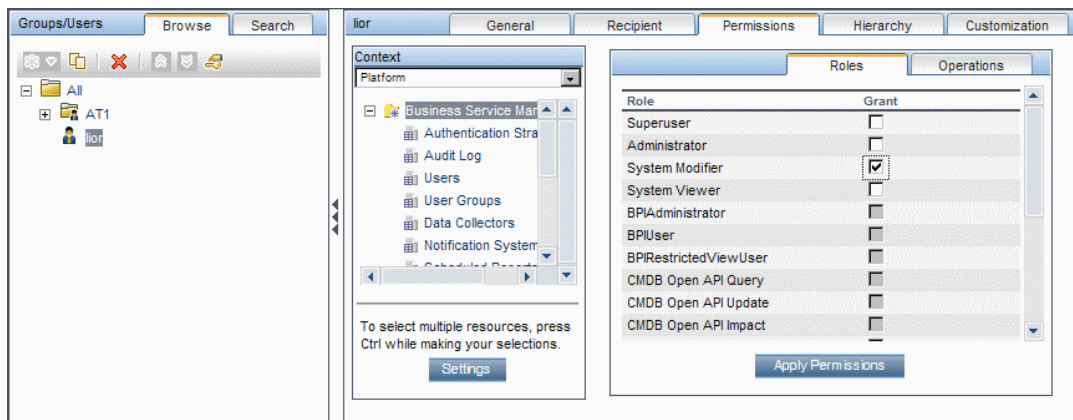 Groups/Users
Browse
Search
All
AT1
lior
lior
General
Recipient
Permissions
Hierarchy
Customization
Context
Platform
Business Service Mar
Authentication Stra
Audit Log
Users
User Groups
Data Collectors
Notification System
Scheduled Reports
To select multiple resources, press
Ctrl while making your selections.
Settings
Roles
Operations
Role Grant
Superuser
Administrator
System Modifier
System Viewer
BPIAdministrator
BPIUser
BPIRestrictedViewUser
CMDB Open API Query
CMDB Open API Update
CMDB Open API Impact
Apply Permissions